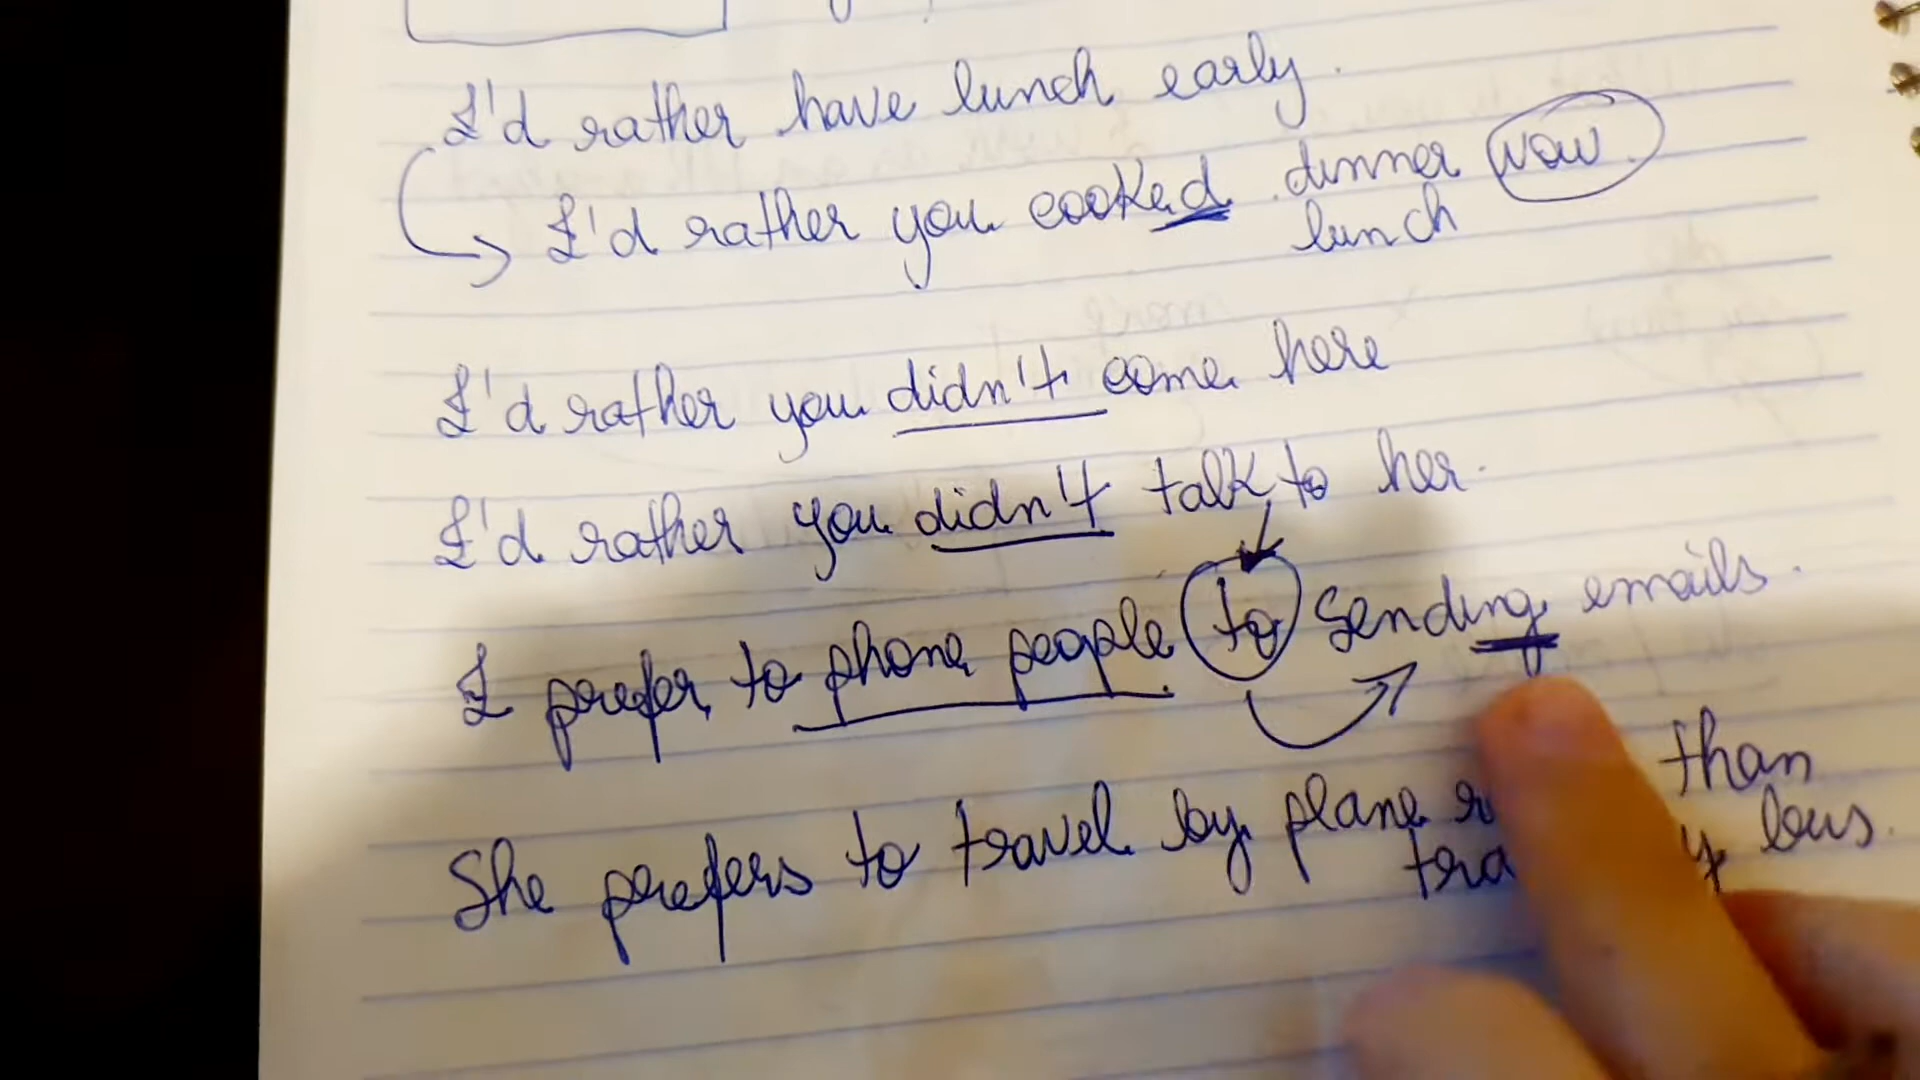 I'd rather have lunch early.
I'd rather you cooked dinner now.
lunch
I'd rather you didn't come here
I'd rather you didn't talk to her.
I prefer to phone people to sending emails.
She prefers to travel by plane than
bus.